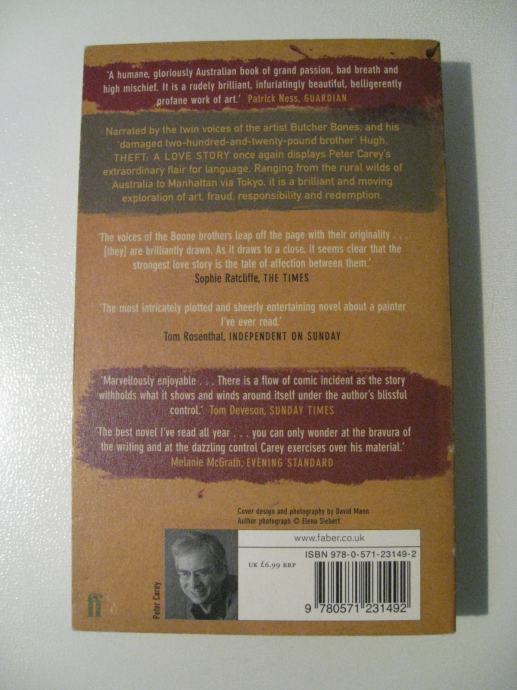 'A humane, gloriously Australian book of grand passion, bad breath and
high mischief. It is a rudely brilliant, infuriatingly beautiful, belligerently
profane work of art.' Patrick Ness, GUARDIAN
Narrated by the twin voices of the artist Butcher Bones, and his
'damaged two-hundred-and-twenty-pound brother' Hugh,
THEFT: A LOVE STORY once again displays Peter Carey's
extraordinary flair for language. Ranging from the rural wilds of
Australia to Manhattan via Tokyo, it is a brilliant and moving
exploration of art, fraud, responsibility and redemption.
'The voices of the Boone brothers leap off the page with their originality . . .
[they] are brilliantly drawn. As it draws to a close, it seems clear that the
strongest love story is the tale of affection between them.'
Sophie Ratcliffe, THE TIMES
'The most intricately plotted and sheerly entertaining novel about a painter
I've ever read.'
Tom Rosenthal, INDEPENDENT ON SUNDAY
'Marvellously enjoyable . . . There is a flow of comic incident as the story
withholds what it shows and winds around itself under the author's blissful
control.' Tom Deveson, SUNDAY TIMES
'The best novel I've read all year . . . you can only wonder at the bravura of
the writing and at the dazzling control Carey exercises over his material.'
Melanie McGrath, EVENING STANDARD
Cover design and photography by David Mann
Author photograph © Elena Siebert
www.faber.co.uk
ISBN 978-0-571-23149-2
UK £6.99 RRP
9 780571 231492
Peter Carey
ff